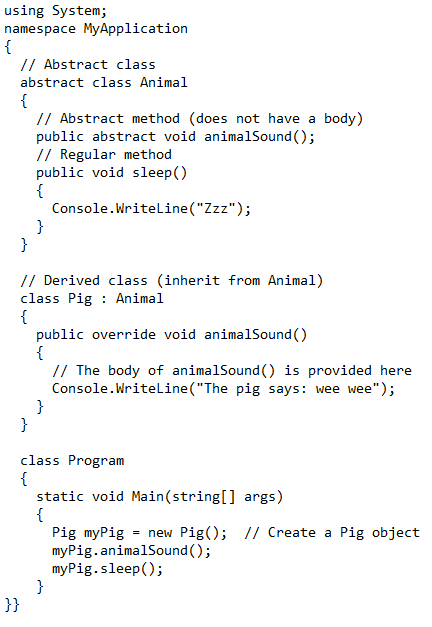 using System;
namespace MyApplication
{
  // Abstract class
  abstract class Animal
  {
    // Abstract method (does not have a body)
    public abstract void animalSound();
    // Regular method
    public void sleep()
    {
      Console.WriteLine("Zzz");
    }
  }

  // Derived class (inherit from Animal)
  class Pig : Animal
  {
    public override void animalSound()
    {
      // The body of animalSound() is provided here
      Console.WriteLine("The pig says: wee wee");
    }
  }

  class Program
  {
    static void Main(string[] args)
    {
      Pig myPig = new Pig();  // Create a Pig object
      myPig.animalSound();
      myPig.sleep();
    }
}}